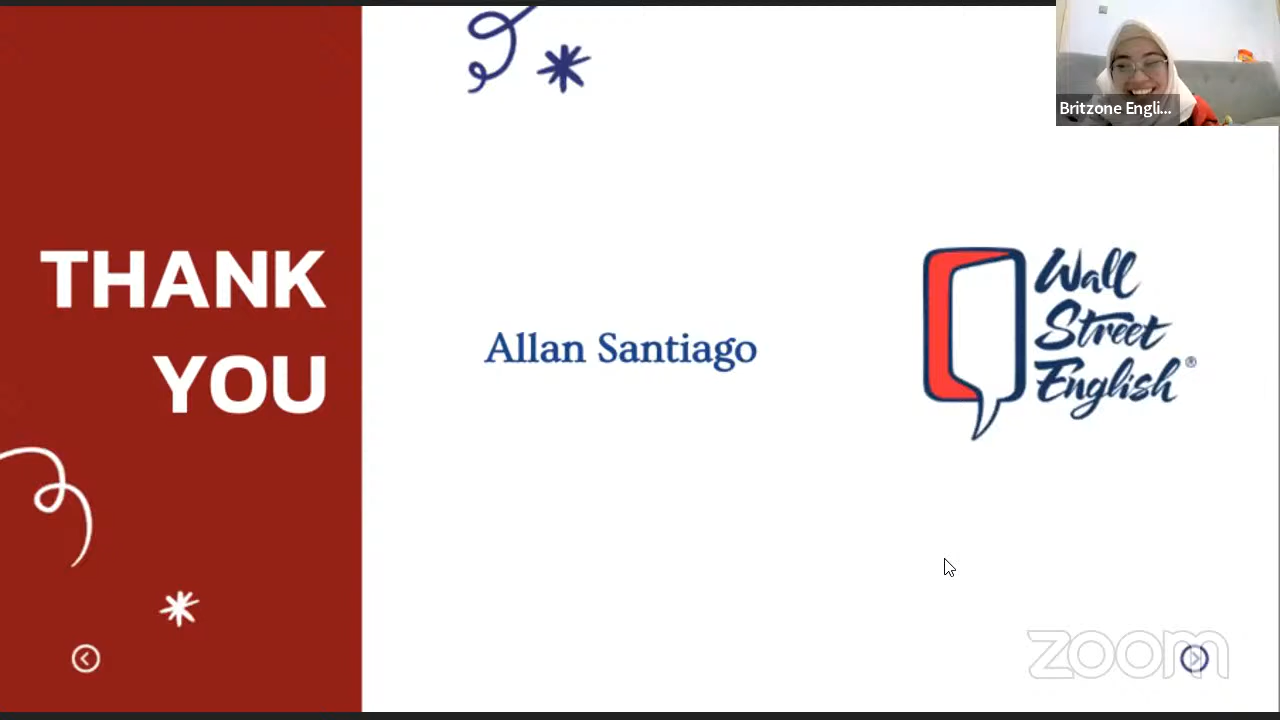 THANK
YOU
Allan Santiago
Wall
Street
English®
Britzone Engli...
zoom